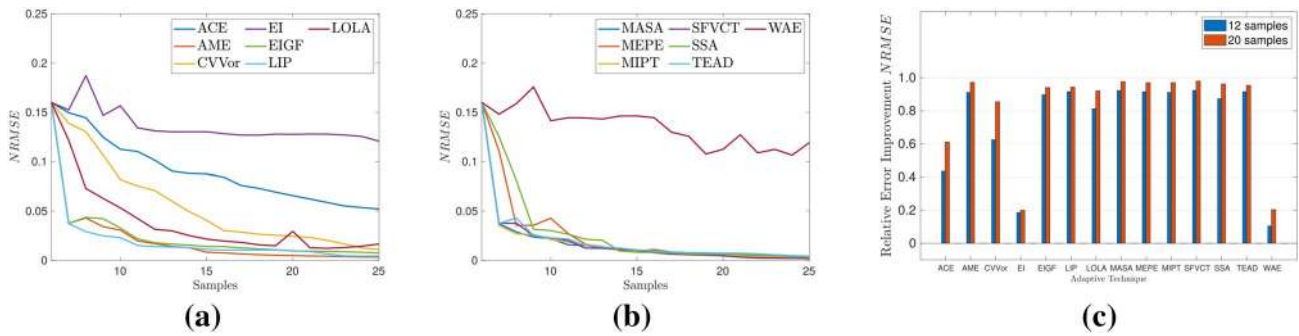 0.25
0.2
0.15
0.1
0.05
0
NRMSE
ACE EI LOLA
AME EIGF
CVVor LIP
10 15 20 25
Samples
(a)
0.25
0.2
0.15
0.1
0.05
0
NRMSE
MASA SFVCT WAE
MEPE SSA
MIPT TEAD
10 15 20 25
Samples
(b)
Relative Error Improvement NRMSE
12 samples
20 samples
1.0
0.8
0.6
0.4
0.2
0
ACE AME CVVor EI EIGF LIP LOLA MASA MEPE MIPT SFVCT SSA TEAD WAE
Adaptive Technique
(c)